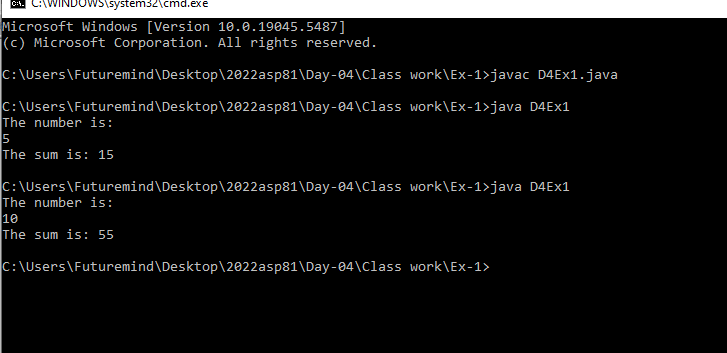 C:\WINDOWS\system32\cmd.exe
Microsoft Windows [Version 10.0.19045.5487]
(c) Microsoft Corporation. All rights reserved.
C:\Users\Futuremind\Desktop\2022asp81\Day-04\Class work\Ex-1>javac D4Ex1.java
C:\Users\Futuremind\Desktop\2022asp81\Day-04\Class work\Ex-1>java D4Ex1
The number is:
5
The sum is: 15
C:\Users\Futuremind\Desktop\2022asp81\Day-04\Class work\Ex-1>java D4Ex1
The number is:
10
The sum is: 55
C:\Users\Futuremind\Desktop\2022asp81\Day-04\Class work\Ex-1>